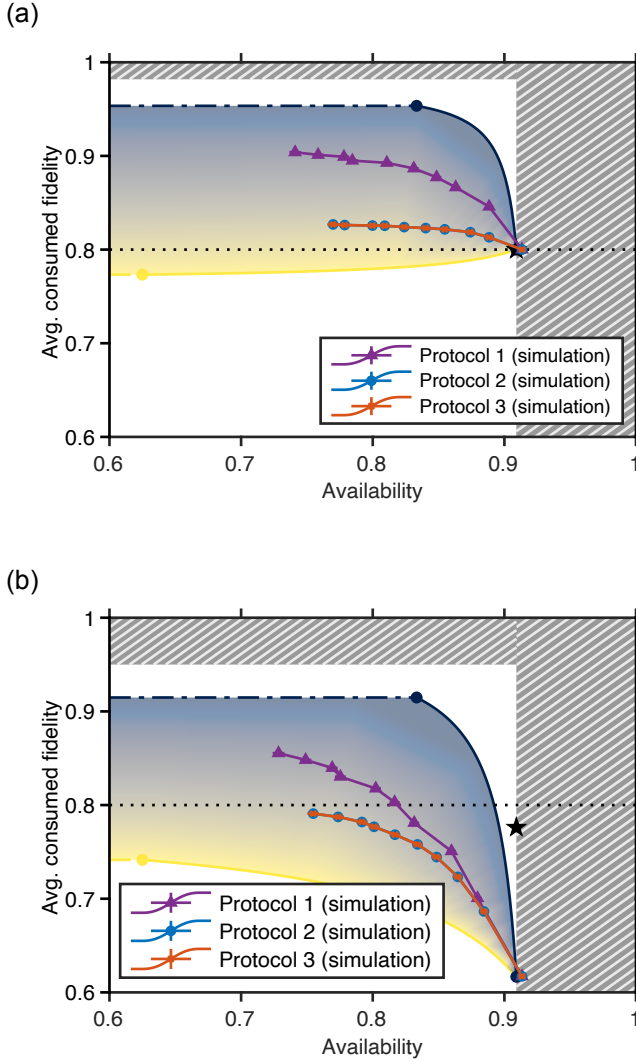 (a)
1
0.9
0.8
0.7
0.6
Avg. consumed fidelity
Protocol 1 (simulation)
Protocol 2 (simulation)
Protocol 3 (simulation)
0.6 0.7 0.8 0.9 1
Availability
(b)
1
0.9
0.8
0.7
0.6
Avg. consumed fidelity
Protocol 1 (simulation)
Protocol 2 (simulation)
Protocol 3 (simulation)
0.6 0.7 0.8 0.9 1
Availability